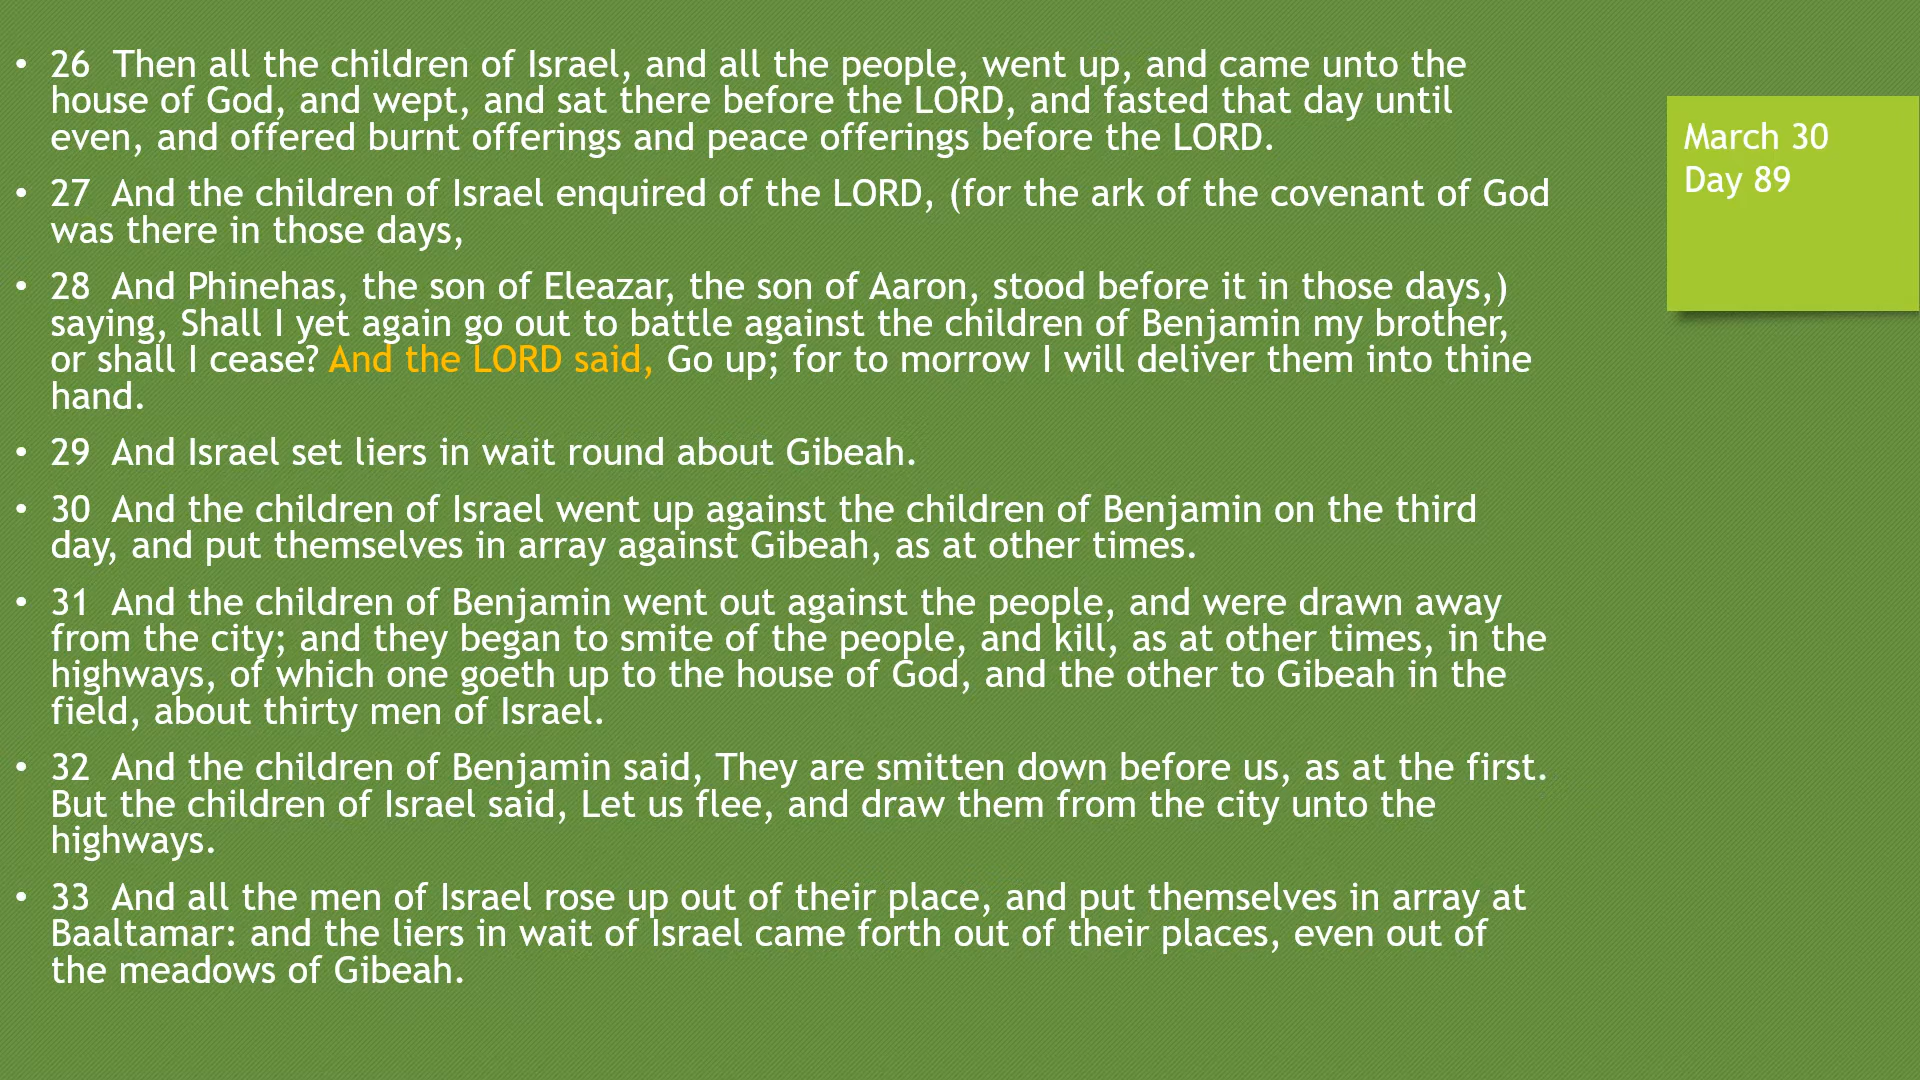 • 26  Then all the children of Israel, and all the people, went up, and came unto the
house of God, and wept, and sat there before the LORD, and fasted that day until
even, and offered burnt offerings and peace offerings before the LORD.
• 27  And the children of Israel enquired of the LORD, (for the ark of the covenant of God
was there in those days,
• 28  And Phinehas, the son of Eleazar, the son of Aaron, stood before it in those days,)
saying, Shall I yet again go out to battle against the children of Benjamin my brother,
or shall I cease? And the LORD said, Go up; for to morrow I will deliver them into thine
hand.
• 29  And Israel set liers in wait round about Gibeah.
• 30  And the children of Israel went up against the children of Benjamin on the third
day, and put themselves in array against Gibeah, as at other times.
• 31  And the children of Benjamin went out against the people, and were drawn away
from the city; and they began to smite of the people, and kill, as at other times, in the
highways, of which one goeth up to the house of God, and the other to Gibeah in the
field, about thirty men of Israel.
• 32  And the children of Benjamin said, They are smitten down before us, as at the first.
But the children of Israel said, Let us flee, and draw them from the city unto the
highways.
• 33  And all the men of Israel rose up out of their place, and put themselves in array at
Baaltamar: and the liers in wait of Israel came forth out of their places, even out of
the meadows of Gibeah.
March 30
Day 89